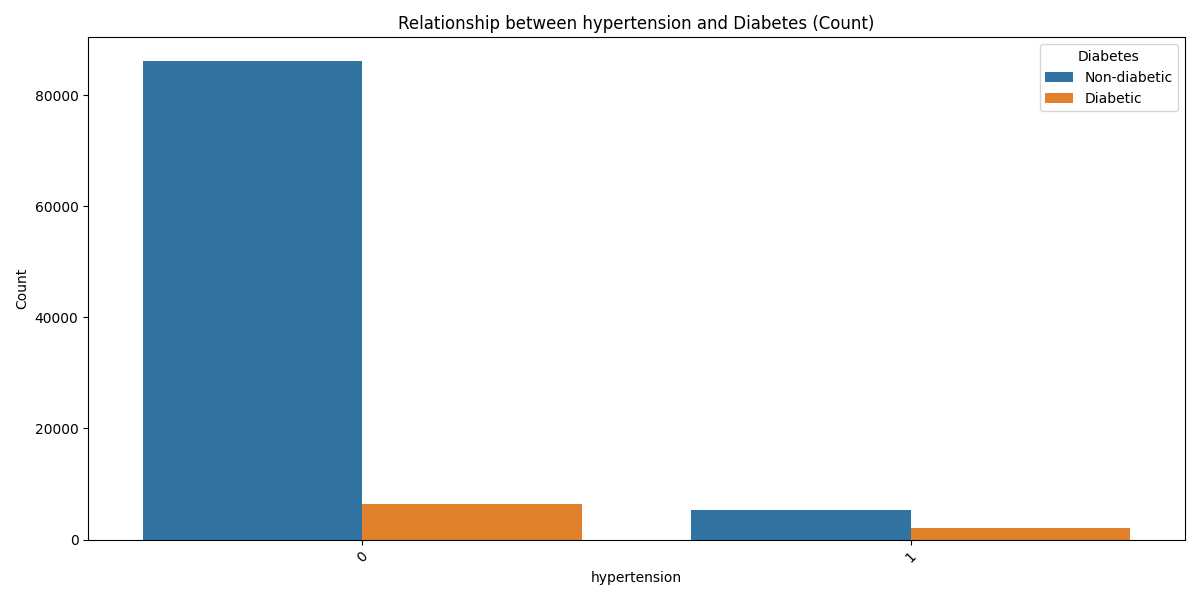 Relationship between hypertension and Diabetes (Count)
Diabetes
Non-diabetic
Diabetic
Count
80000
60000
40000
20000
0
0
1
hypertension